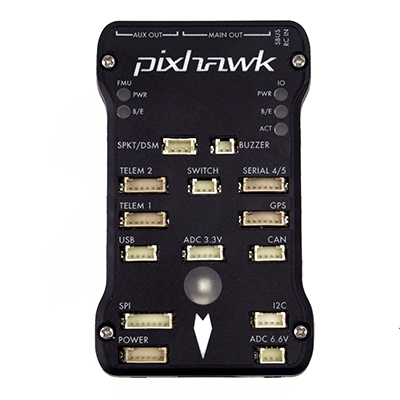 AUX OUT MAIN OUT SBUS RC IN
pixhawk
FMU IO
PWR PWR
B/E B/E
ACT
SPKT/DSM BUZZER
TELEM 2 SWITCH SERIAL 4/5
TELEM 1 GPS
USB ADC 3.3V CAN
SPI I2C
POWER ADC 6.6V